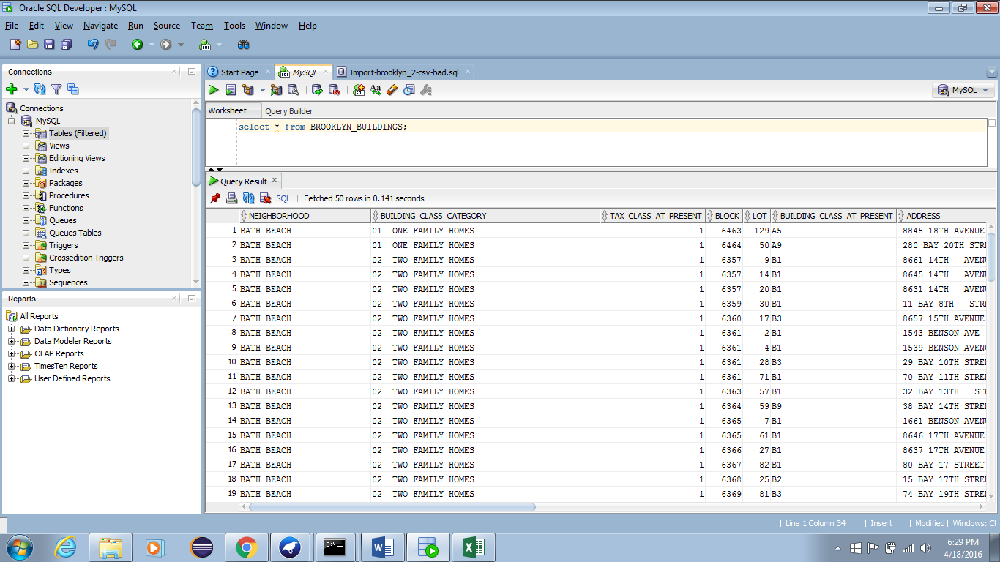 Oracle SQL Developer : MySQL
File Edit View Navigate Run Source Team Tools Window Help
Connections
Start Page
MySQL
Import-brooklyn_2-csv-bad.sql
MySQL
Worksheet Query Builder
select * from BROOKLYN_BUILDINGS;
Connections
MySQL
Tables (Filtered)
Views
Editioning Views
Indexes
Packages
Procedures
Functions
Queues
Queues Tables
Triggers
Crossedition Triggers
Types
Sequences
Reports
All Reports
Data Dictionary Reports
Data Modeler Reports
OLAP Reports
TimesTen Reports
User Defined Reports
Query Result
SQL | Fetched 50 rows in 0.141 seconds
NEIGHBORHOOD BUILDING_CLASS_CATEGORY TAX_CLASS_AT_PRESENT BLOCK LOT BUILDING_CLASS_AT_PRESENT ADDRESS
1 BATH BEACH 01 ONE FAMILY HOMES 1 6463 129 A5 8845 18TH AVENUE
2 BATH BEACH 01 ONE FAMILY HOMES 1 6464 50 A9 280 BAY 20TH STRE
3 BATH BEACH 02 TWO FAMILY HOMES 1 6357 9 B1 8661 14TH AVENU
4 BATH BEACH 02 TWO FAMILY HOMES 1 6357 14 B1 8645 14TH AVENU
5 BATH BEACH 02 TWO FAMILY HOMES 1 6357 20 B1 8631 14TH AVENU
6 BATH BEACH 02 TWO FAMILY HOMES 1 6359 30 B1 11 BAY 8TH STRE
7 BATH BEACH 02 TWO FAMILY HOMES 1 6360 17 B3 8657 15TH AVENUE
8 BATH BEACH 02 TWO FAMILY HOMES 1 6361 2 B1 1543 BENSON AVE
9 BATH BEACH 02 TWO FAMILY HOMES 1 6361 4 B1 1539 BENSON AVENU
10 BATH BEACH 02 TWO FAMILY HOMES 1 6361 28 B3 29 BAY 10TH STREE
11 BATH BEACH 02 TWO FAMILY HOMES 1 6361 71 B1 70 BAY 11TH STREE
12 BATH BEACH 02 TWO FAMILY HOMES 1 6363 57 B1 32 BAY 13TH ST
13 BATH BEACH 02 TWO FAMILY HOMES 1 6364 59 B9 38 BAY 14TH STREE
14 BATH BEACH 02 TWO FAMILY HOMES 1 6365 7 B1 1661 BENSON AVENU
15 BATH BEACH 02 TWO FAMILY HOMES 1 6365 61 B1 8646 17TH AVENUE
16 BATH BEACH 02 TWO FAMILY HOMES 1 6366 27 B1 8637 17TH AVENUE
17 BATH BEACH 02 TWO FAMILY HOMES 1 6367 82 B1 80 BAY 17 STREET
18 BATH BEACH 02 TWO FAMILY HOMES 1 6368 25 B2 15 BAY 17TH STREE
19 BATH BEACH 02 TWO FAMILY HOMES 1 6369 81 B3 74 BAY 19TH STREE
| Line 1 Column 34 | Insert | Modified | Windows: CF
6:29 PM
4/18/2016